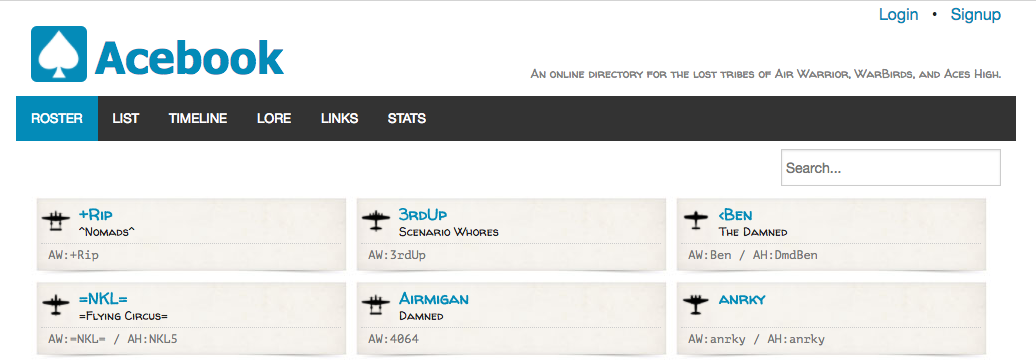 Login • Signup
Acebook
An online directory for the lost tribes of Air Warrior, WarBirds, and Aces High.
ROSTER LIST TIMELINE LORE LINKS STATS
Search...
+Rip
^Nomads^
AW:+Rip
3rdUp
Scenario Whores
AW:3rdUp
<Ben
The Damned
AW:Ben / AH:DmdBen
=NKL=
=Flying Circus=
AW:=NKL= / AH:NKL5
Airmigan
Damned
AW:4064
anrky
AW:anrky / AH:anrky